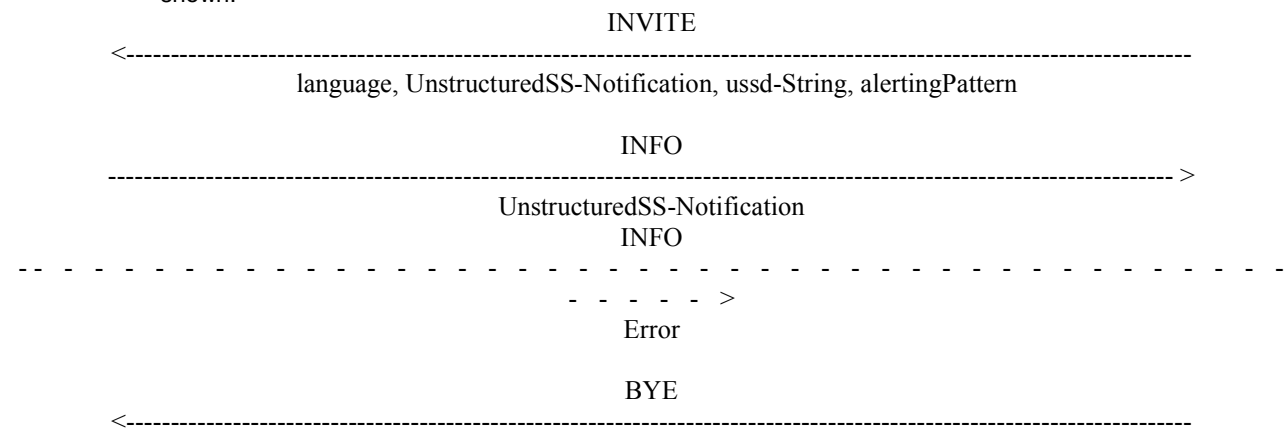 shown.
INVITE
<------------------------------------------------------------------------------------------------------------------------
language, UnstructuredSS-Notification, ussd-String, alertingPattern
INFO
------------------------------------------------------------------------------------------------------------------------ >
UnstructuredSS-Notification
INFO
- - - - - - - - - - - - - - - - - - - - - - - - - - - - - - - - - - - - - - - - - - -
- - - - - >
Error
BYE
<------------------------------------------------------------------------------------------------------------------------